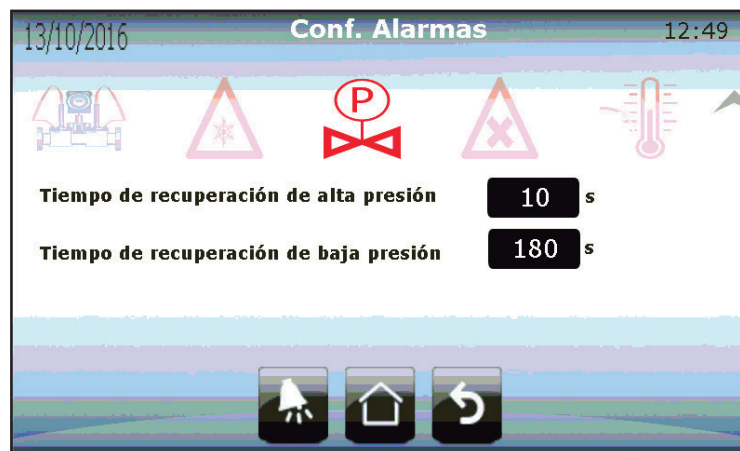 13/10/2016 Conf. Alarmas 12:49
P
Tiempo de recuperación de alta presión 10 s
Tiempo de recuperación de baja presión 180 s